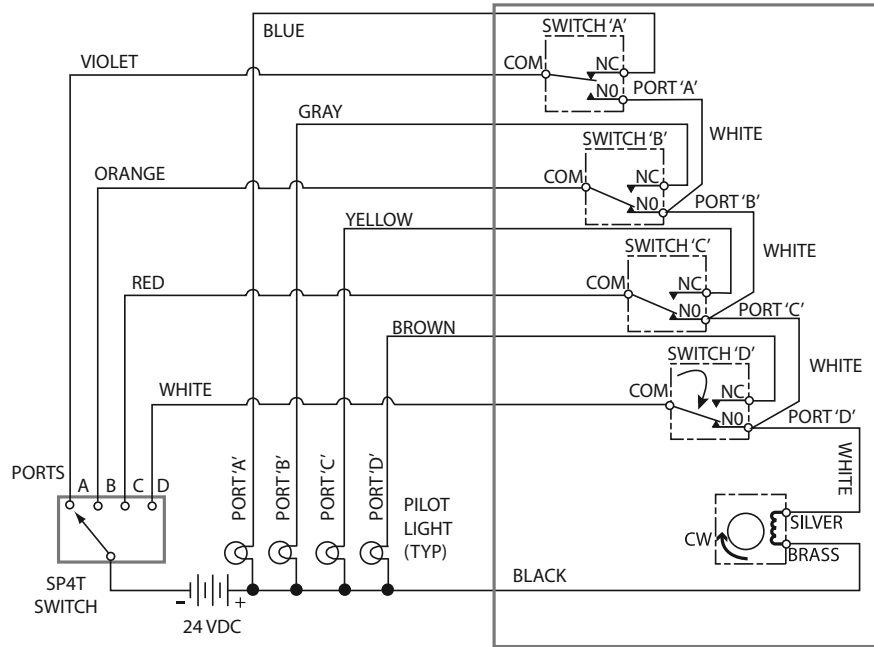 BLUE
SWITCH 'A'
VIOLET
COM
NC
N0
PORT 'A'
GRAY
WHITE
SWITCH 'B'
ORANGE
COM
NC
N0
PORT 'B'
YELLOW
WHITE
SWITCH 'C'
RED
COM
NC
N0
PORT 'C'
BROWN
WHITE
SWITCH 'D'
WHITE
COM
NC
N0
PORT 'D'
WHITE
PORTS
A B C D
PORT 'A'
PORT 'B'
PORT 'C'
PORT 'D'
PILOT
LIGHT
(TYP)
SILVER
CW
BRASS
BLACK
SP4T
SWITCH
- +
24 VDC